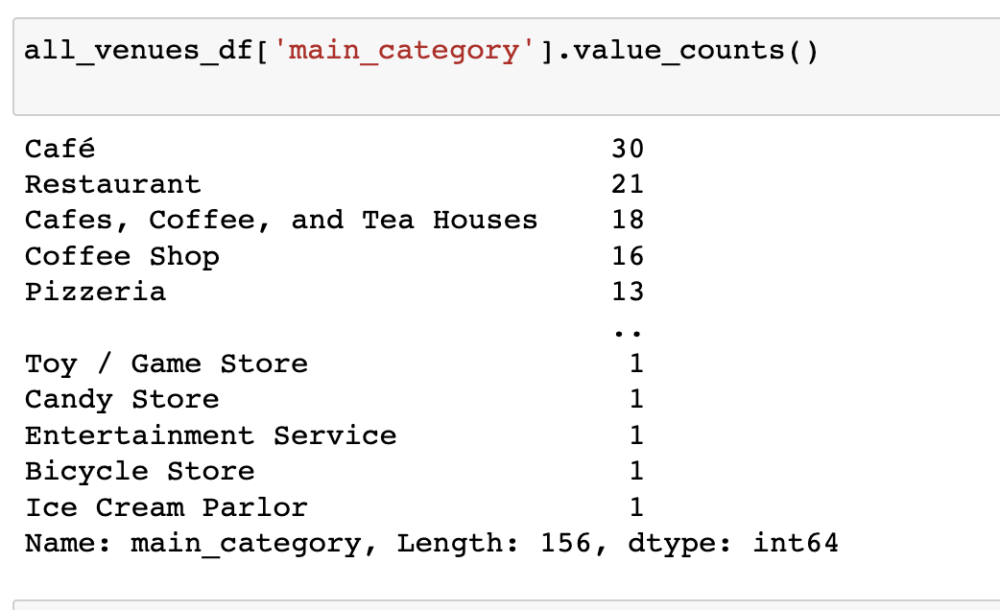 all_venues_df['main_category'].value_counts()
Café 30
Restaurant 21
Cafes, Coffee, and Tea Houses 18
Coffee Shop 16
Pizzeria 13
..
Toy / Game Store 1
Candy Store 1
Entertainment Service 1
Bicycle Store 1
Ice Cream Parlor 1
Name: main_category, Length: 156, dtype: int64